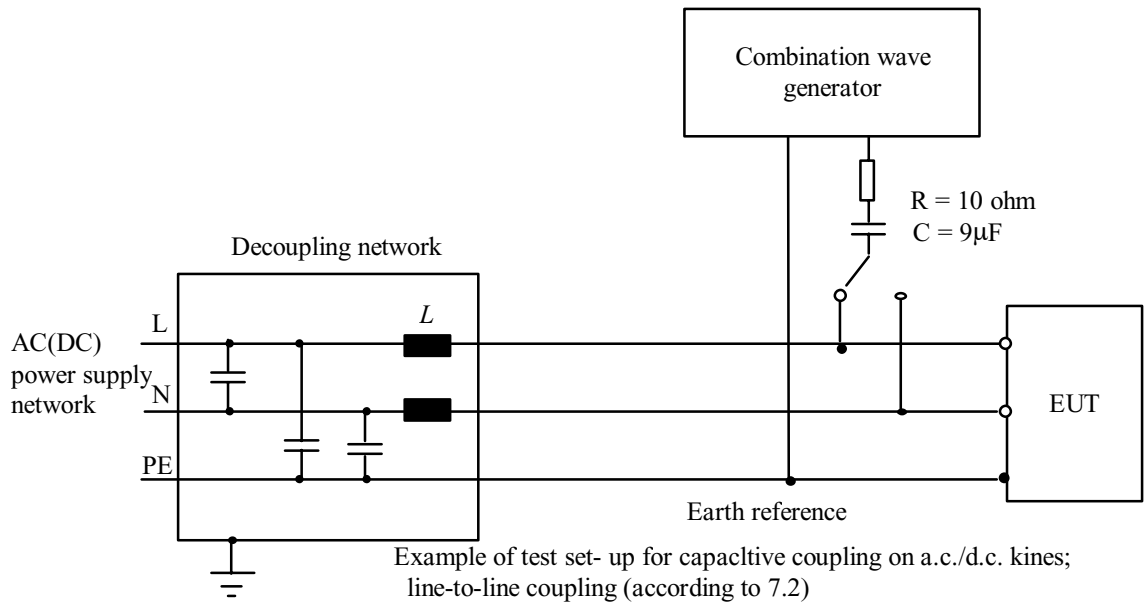 Combination wave
generator
R = 10 ohm
C = 9μF
Decoupling network
L
L
AC(DC)
power supply
network
N
EUT
PE
Earth reference
Example of test set- up for capacltive coupling on a.c./d.c. kines;
line-to-line coupling (according to 7.2)